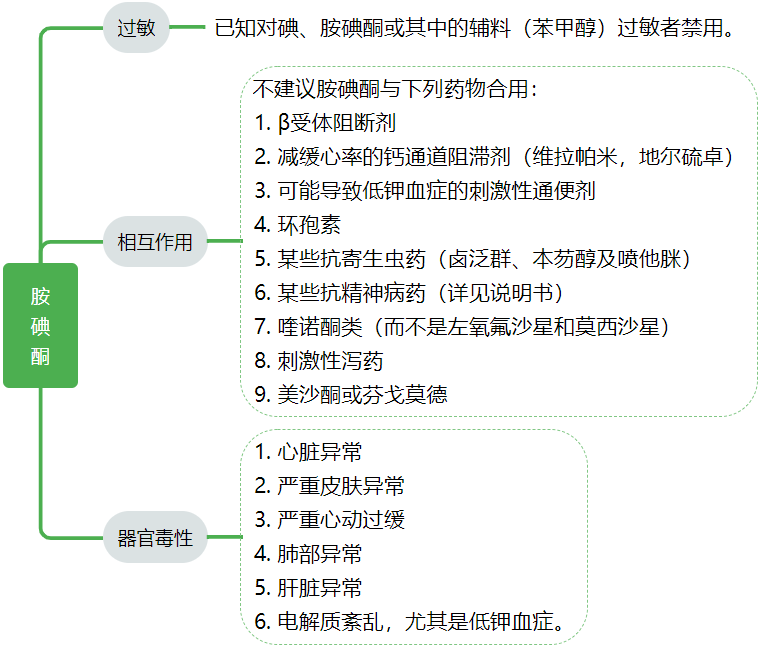 胺
碘
酮
过敏
已知对碘、胺碘酮或其中的辅料（苯甲醇）过敏者禁用。
相互作用
不建议胺碘酮与下列药物合用：
1. β受体阻断剂
2. 减缓心率的钙通道阻滞剂（维拉帕米，地尔硫卓）
3. 可能导致低钾血症的刺激性通便剂
4. 环孢素
5. 某些抗寄生虫药（卤泛群、本芴醇及喷他脒）
6. 某些抗精神病药（详见说明书）
7. 喹诺酮类（而不是左氧氟沙星和莫西沙星）
8. 刺激性泻药
9. 美沙酮或芬戈莫德
器官毒性
1. 心脏异常
2. 严重皮肤异常
3. 严重心动过缓
4. 肺部异常
5. 肝脏异常
6. 电解质紊乱，尤其是低钾血症。